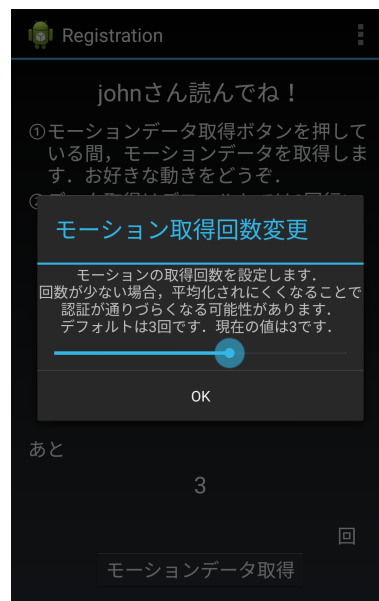 Registration
johnさん読んでね！
①モーションデータ取得ボタンを押して
いる間，モーションデータを取得しま
す．お好きな動きをどうぞ．
モーション取得回数変更
モーションの取得回数を設定します．
回数が少ない場合，平均化されにくくなることで
認証が通りづらくなる可能性があります．
デフォルトは3回です．現在の値は3です．
OK
あと
3
回
モーションデータ取得